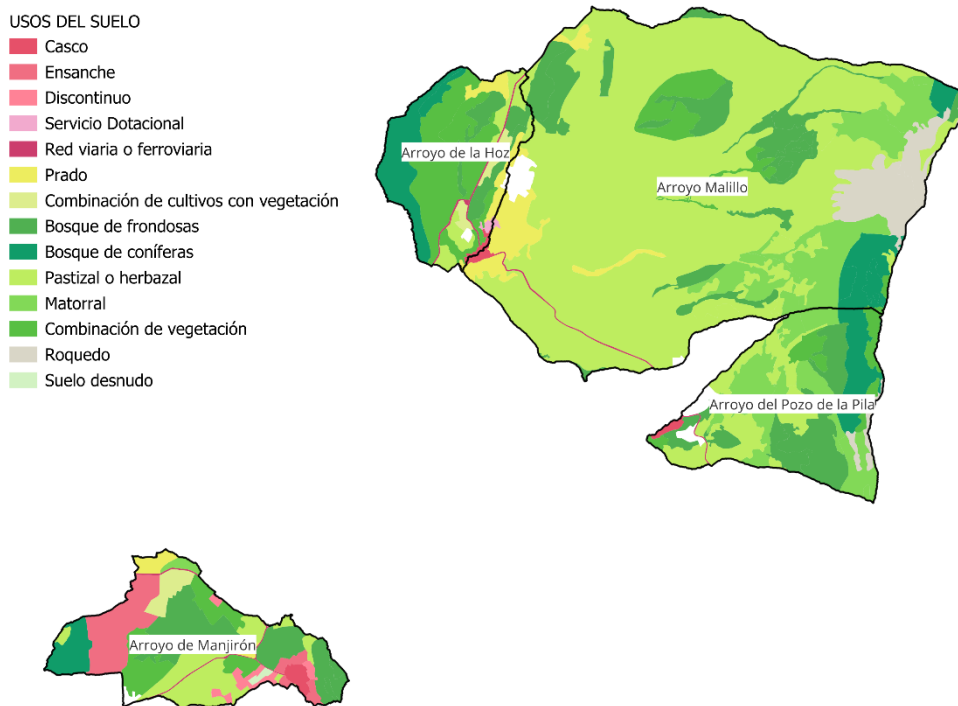 USOS DEL SUELO
Casco
Ensanche
Discontinuo
Servicio Dotacional
Red viaria o ferroviaria
Prado
Combinación de cultivos con vegetación
Bosque de frondosas
Bosque de coníferas
Pastizal o herbazal
Matorral
Combinación de vegetación
Roquedo
Suelo desnudo
Arroyo de la Hoz
Arroyo Malillo
Arroyo del Pozo de la Pila
Arroyo de Manjirón